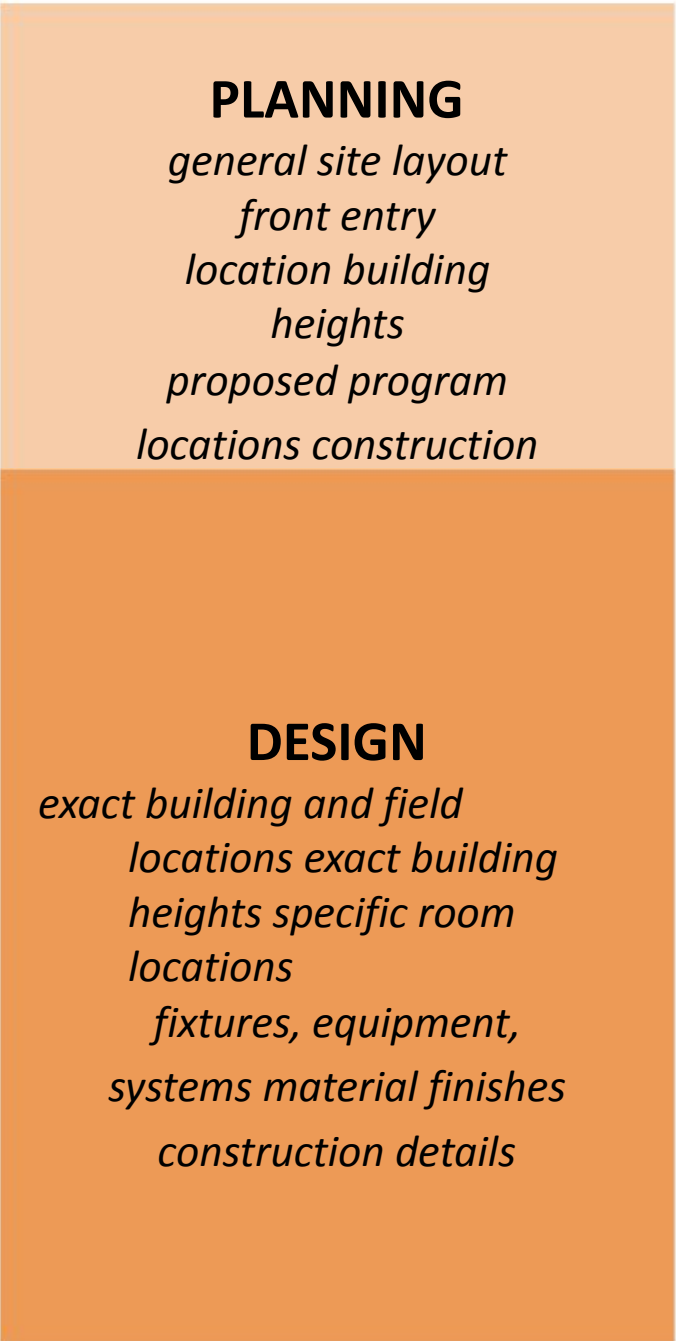 PLANNING
general site layout
front entry
location building
heights
proposed program
locations construction
DESIGN
exact building and field
locations exact building
heights specific room
locations
fixtures, equipment,
systems material finishes
construction details